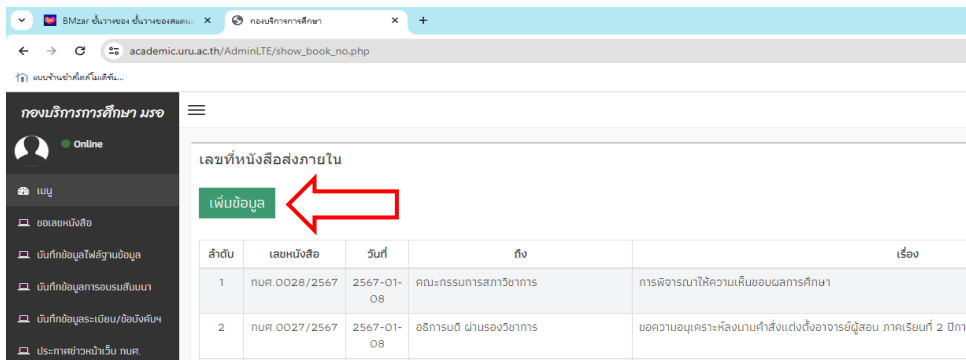 BMzar ชั้นวางของ ชั้นวางของสแตนเ
กองบริการการศึกษา
academic.uru.ac.th/AdminLTE/show_book_no.php
กองบริการการศึกษา มรอ
Online
เมนู
ขอเลขหนังสือ
บันทึกข้อมูลไฟล์ฐานข้อมูล
บันทึกข้อมูลการอบรมสัมมนา
บันทึกข้อมูลระเบียบ/ข้อบังคับฯ
ประกาศข่าวหน้าเว็บ กบศ.
เลขที่หนังสือส่งภายใน
เพิ่มข้อมูล
ลำดับ เลขหนังสือ วันที่ ถึง เรื่อง
1 กบศ.0028/2567 2567-01-08 คณะกรรมการสภาวิชาการ การพิจารณาให้ความเห็นชอบผลการศึกษา
2 กบศ.0027/2567 2567-01-08 อธิการบดี ผ่านรองวิชาการ ขอความอนุเคราะห์ลงนามคำสั่งแต่งตั้งอาจารย์ผู้สอน ภาคเรียนที่ 2 ปีกา